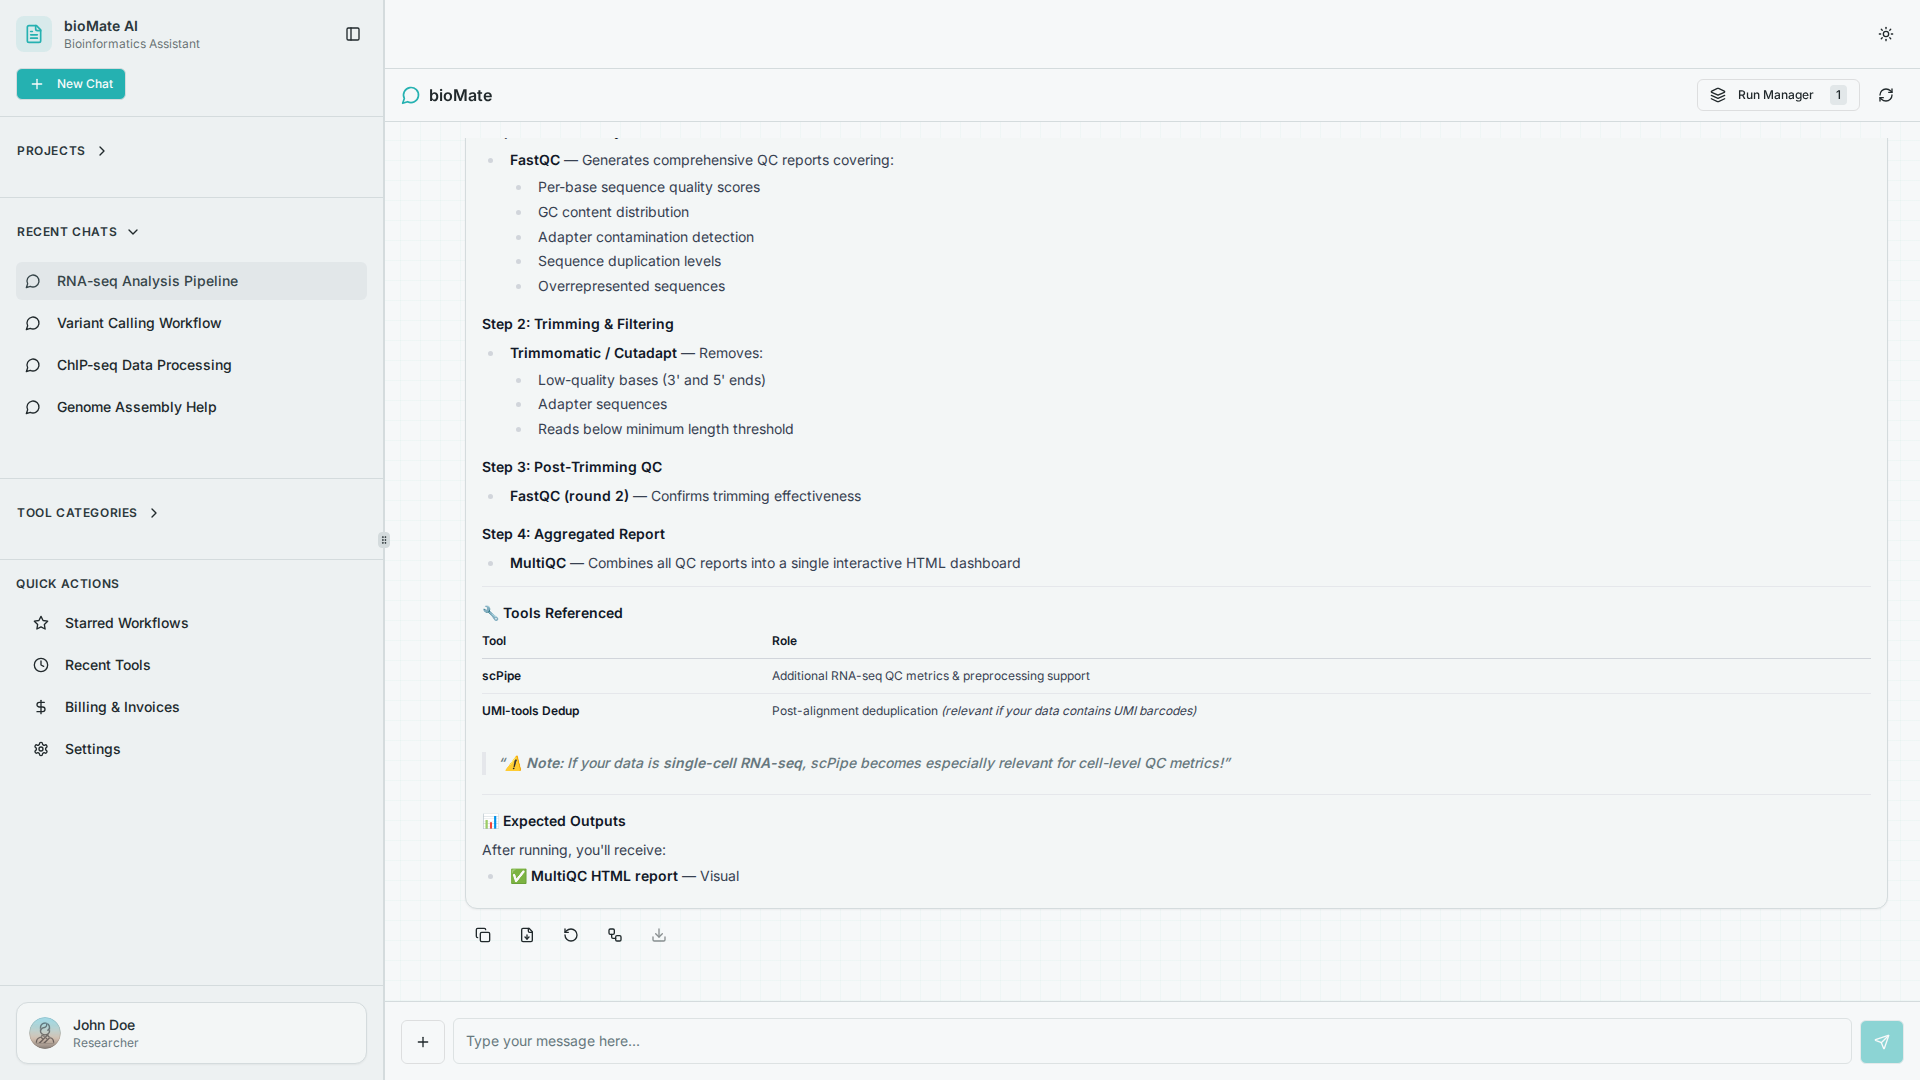 bioMate AI
Bioinformatics Assistant
New Chat
PROJECTS
RECENT CHATS
RNA-seq Analysis Pipeline
Variant Calling Workflow
ChIP-seq Data Processing
Genome Assembly Help
TOOL CATEGORIES
QUICK ACTIONS
Starred Workflows
Recent Tools
Billing & Invoices
Settings
John Doe
Researcher
bioMate
Run Manager 1
FastQC — Generates comprehensive QC reports covering:
Per-base sequence quality scores
GC content distribution
Adapter contamination detection
Sequence duplication levels
Overrepresented sequences
Step 2: Trimming & Filtering
Trimmomatic / Cutadapt — Removes:
Low-quality bases (3' and 5' ends)
Adapter sequences
Reads below minimum length threshold
Step 3: Post-Trimming QC
FastQC (round 2) — Confirms trimming effectiveness
Step 4: Aggregated Report
MultiQC — Combines all QC reports into a single interactive HTML dashboard
🔧 Tools Referenced
Tool Role
scPipe Additional RNA-seq QC metrics & preprocessing support
UMI-tools Dedup Post-alignment deduplication (relevant if your data contains UMI barcodes)
“⚠️ Note: If your data is single-cell RNA-seq, scPipe becomes especially relevant for cell-level QC metrics!”
📊 Expected Outputs
After running, you'll receive:
✅ MultiQC HTML report — Visual
Type your message here...